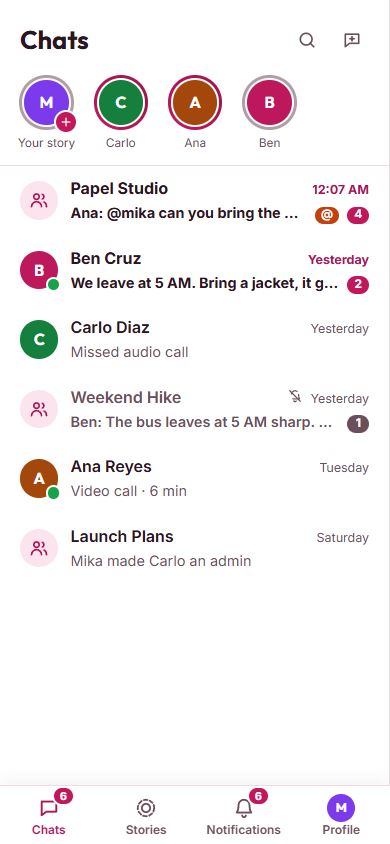 Chats
M
C
A
B
Your story
Carlo
Ana
Ben
Papel Studio
12:07 AM
Ana: @mika can you bring the ...
@
4
B
Ben Cruz
Yesterday
We leave at 5 AM. Bring a jacket, it g...
2
C
Carlo Diaz
Yesterday
Missed audio call
Weekend Hike
Yesterday
Ben: The bus leaves at 5 AM sharp. ...
1
A
Ana Reyes
Tuesday
Video call · 6 min
Launch Plans
Saturday
Mika made Carlo an admin
6
Chats
Stories
6
Notifications
M
Profile